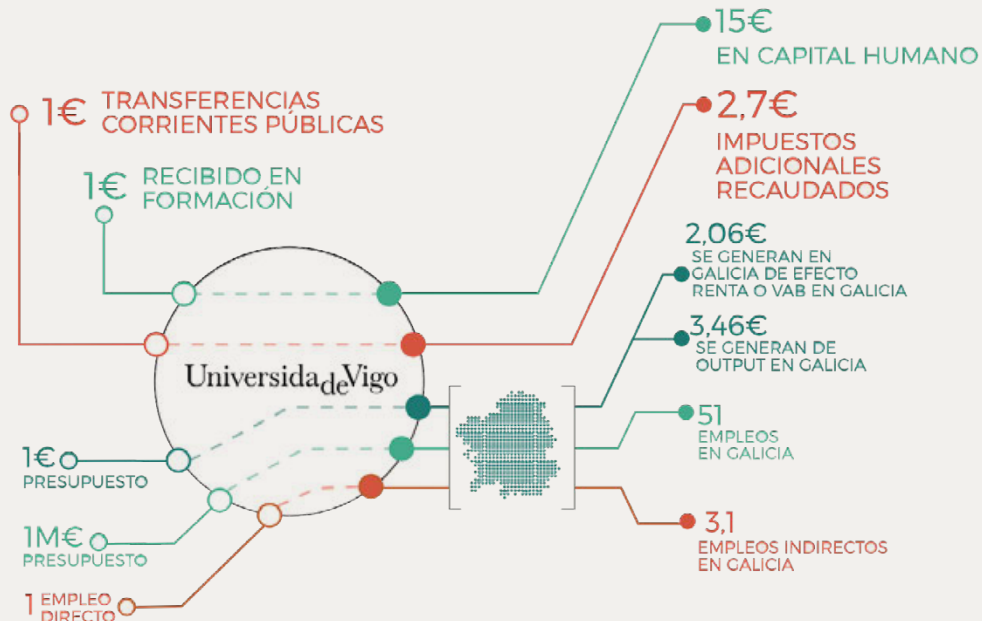 15€
EN CAPITAL HUMANO
1€ TRANSFERENCIAS
CORRIENTES PÚBLICAS
2,7€
IMPUESTOS
ADICIONALES
RECAUDADOS
1€ RECIBIDO EN
FORMACIÓN
2,06€
SE GENERAN EN
GALICIA DE EFECTO
RENTA O VAB EN GALICIA
3,46€
SE GENERAN DE
OUTPUT EN GALICIA
UniversidadeVigo
51
EMPLEOS
EN GALICIA
1€
PRESUPUESTO
1M€
PRESUPUESTO
3,1
EMPLEOS INDIRECTOS
EN GALICIA
1 EMPLEO
DIRECTO